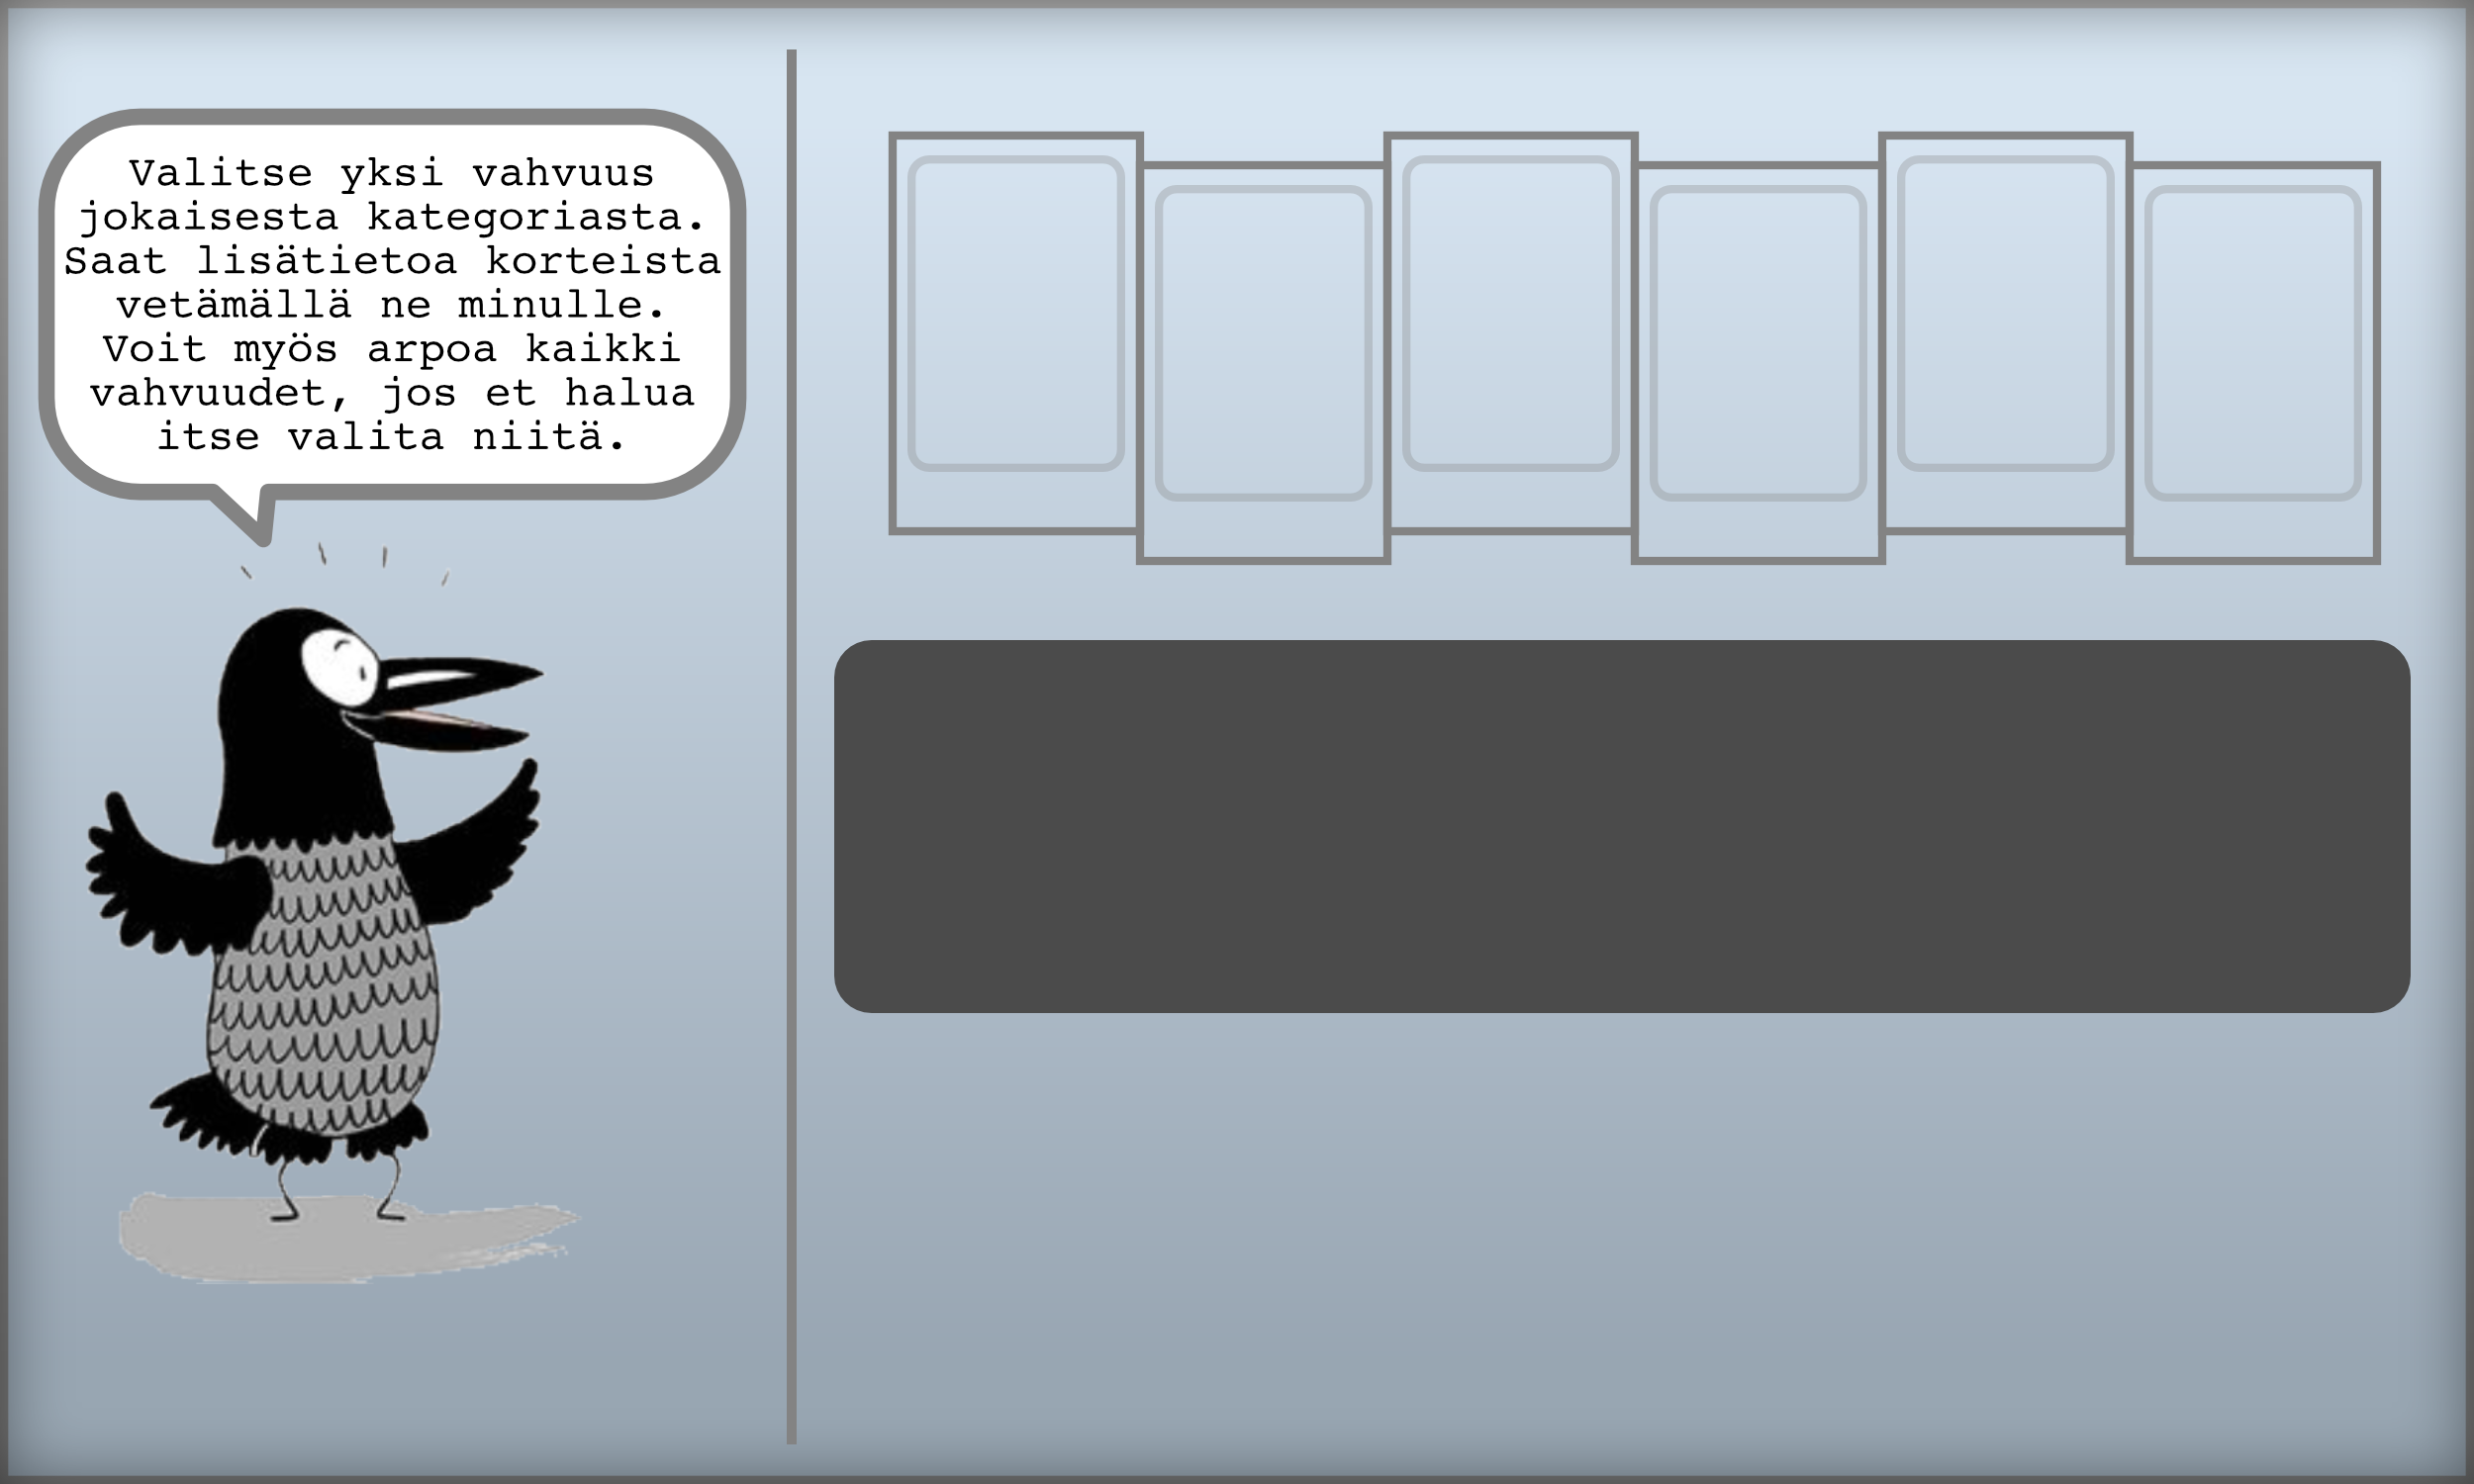 Valitse yksi vahvuus
jokaisesta kategoriasta.
Saat lisätietoa korteista
vetämällä ne minulle.
Voit myös arpoa kaikki
vahvuudet, jos et halua
itse valita niitä.